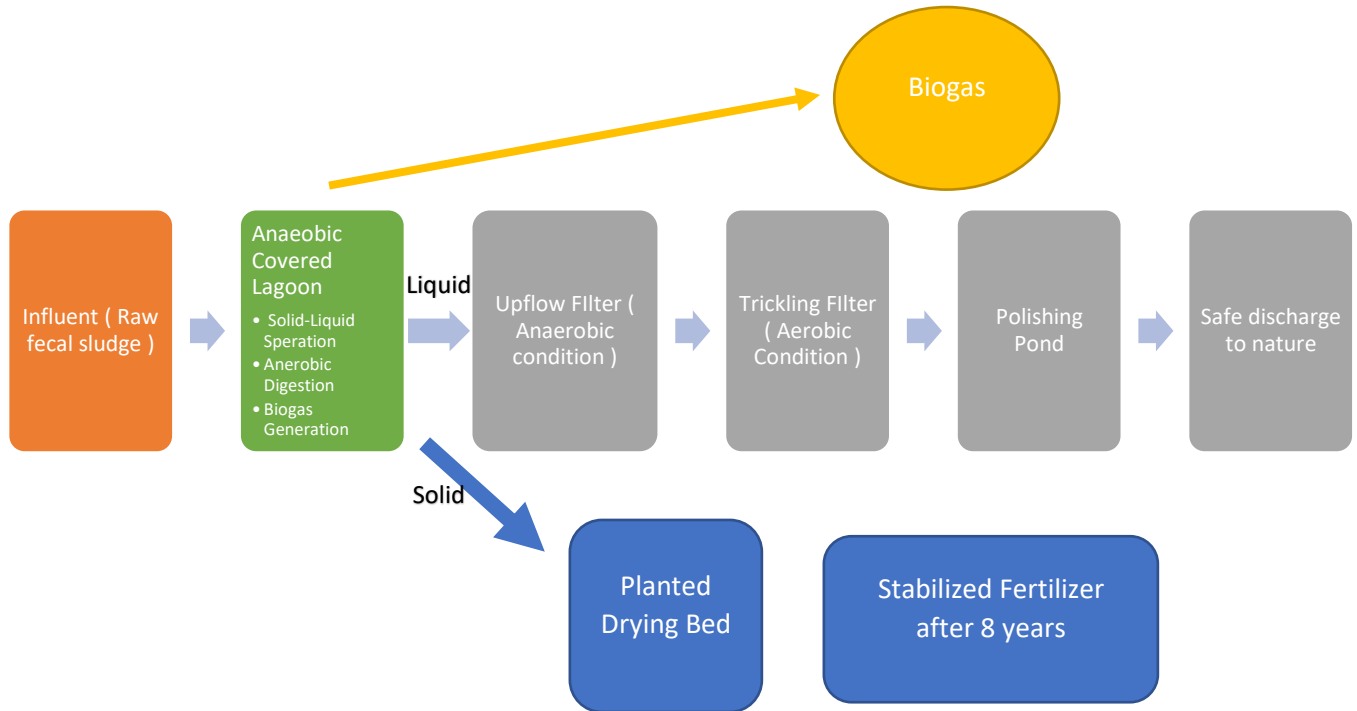 Biogas
Influent ( Raw
fecal sludge )
Anaeobic
Covered
Lagoon
• Solid-Liquid
Speration
• Anerobic
Digestion
• Biogas
Generation
Liquid
Upflow FIlter (
Anaerobic
condition )
Trickling FIlter
( Aerobic
Condition )
Polishing
Pond
Safe discharge
to nature
Solid
Planted
Drying Bed
Stabilized Fertilizer
after 8 years